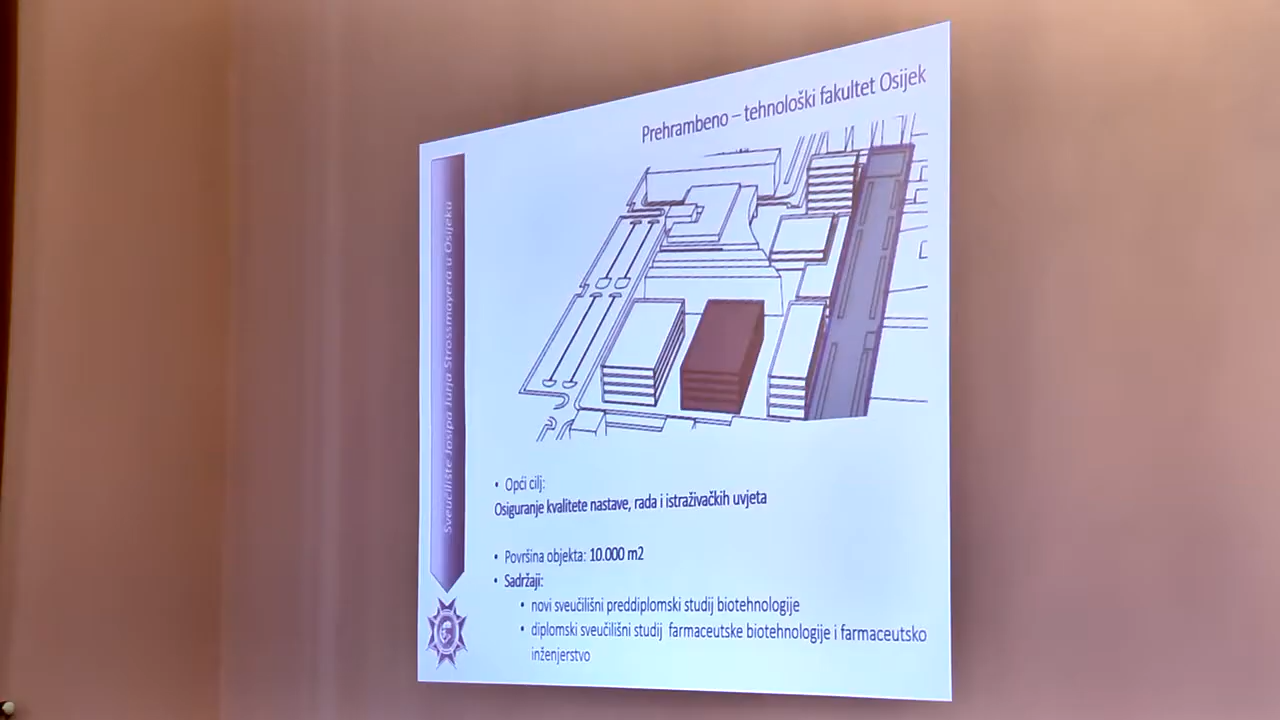 Prehrambeno – tehnološki fakultet Osijek
Sveučilište Josipa Jurja Strossmayera u Osijeku
• Opći cilj:
Osiguranje kvalitete nastave, rada i istraživačkih uvjeta
• Površina objekta: 10.000 m2
• Sadržaji:
• novi sveučilišni preddiplomski studij biotehnologije
• diplomski sveučilišni studij farmaceutske biotehnologije i farmaceutsko
inženjerstvo